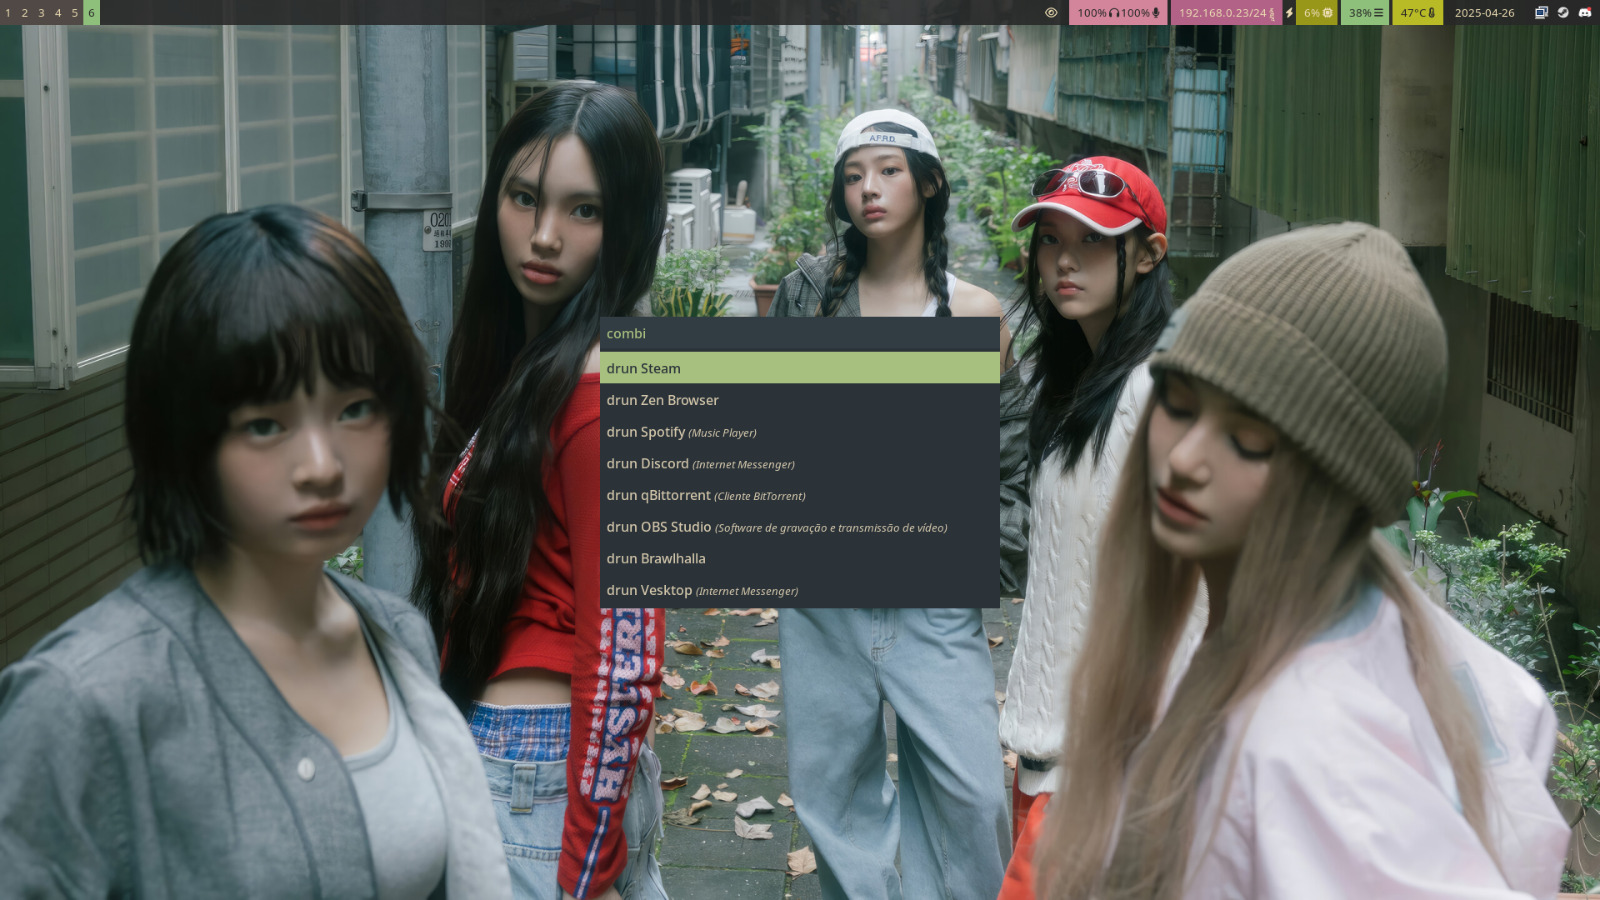 1 2 3 4 5 6
100% 100% 192.168.0.23/24 6% 38% 47°C 2025-04-26
AFRD
020
combi
drun Steam
drun Zen Browser
drun Spotify (Music Player)
drun Discord (Internet Messenger)
drun qBittorrent (Cliente BitTorrent)
drun OBS Studio (Software de gravação e transmissão de vídeo)
drun Brawlhalla
drun Vesktop (Internet Messenger)
HYSTERI